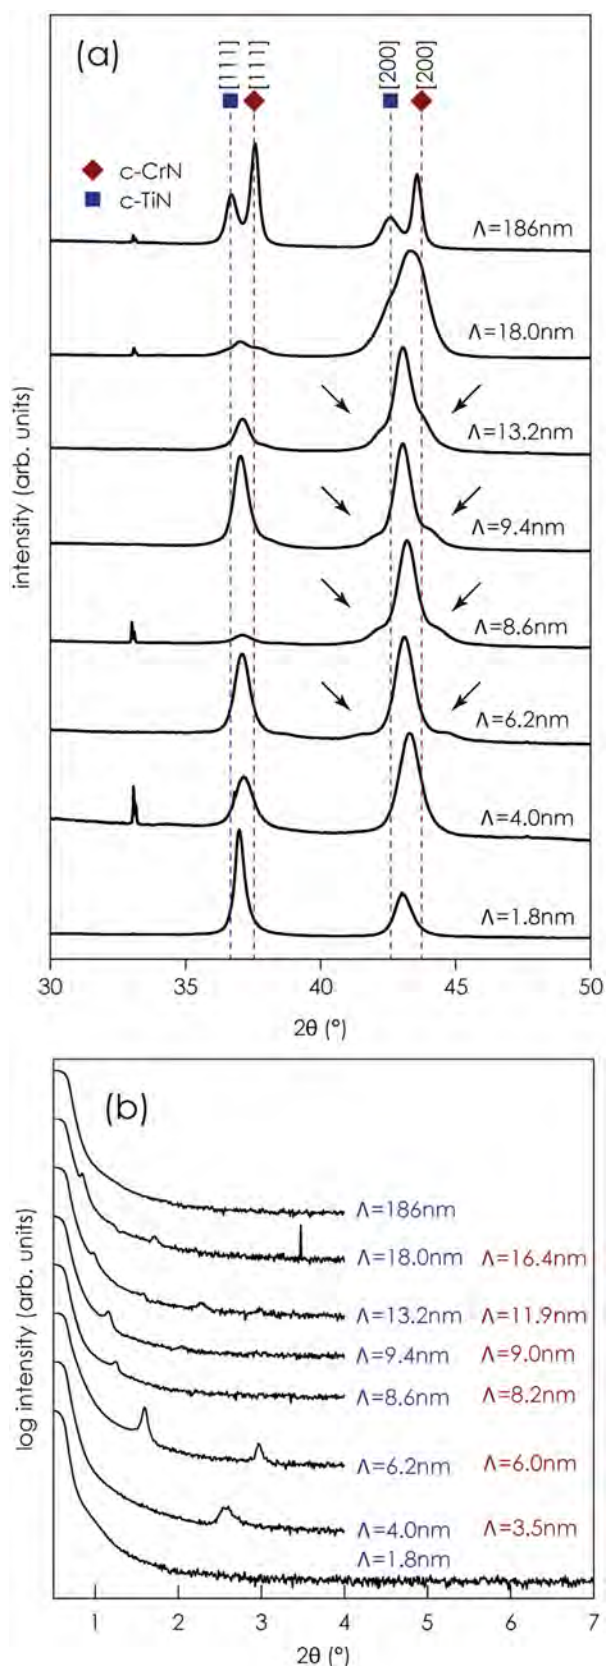 (a)
[111]
[111]
[200]
[200]
c-CrN
c-TiN
Λ=186nm
Λ=18.0nm
Λ=13.2nm
Λ=9.4nm
Λ=8.6nm
Λ=6.2nm
Λ=4.0nm
Λ=1.8nm
intensity (arb. units)
30 35 40 45 50
2θ (°)
(b)
Λ=186nm
Λ=18.0nm Λ=16.4nm
Λ=13.2nm Λ=11.9nm
Λ=9.4nm Λ=9.0nm
Λ=8.6nm Λ=8.2nm
Λ=6.2nm Λ=6.0nm
Λ=4.0nm Λ=3.5nm
Λ=1.8nm
log intensity (arb. units)
1 2 3 4 5 6 7
2θ (°)